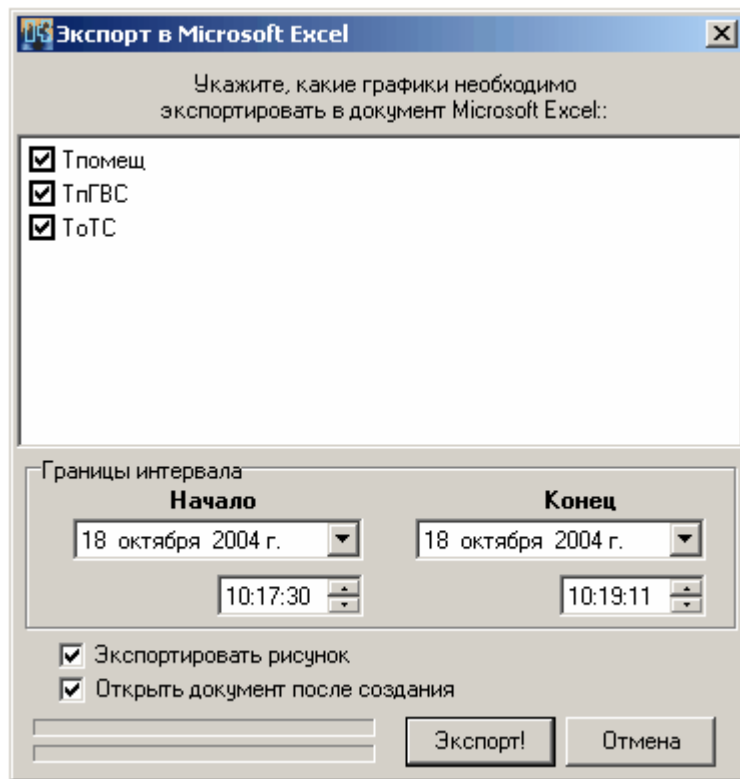 Экспорт в Microsoft Excel
Укажите, какие графики необходимо
экспортировать в документ Microsoft Excel::
Тпомещ
ТпГВС
ТоТС
Границы интервала
Начало Конец
18 октября 2004 г. 18 октября 2004 г.
10:17:30 10:19:11
Экспортировать рисунок
Открыть документ после создания
Экспорт! Отмена